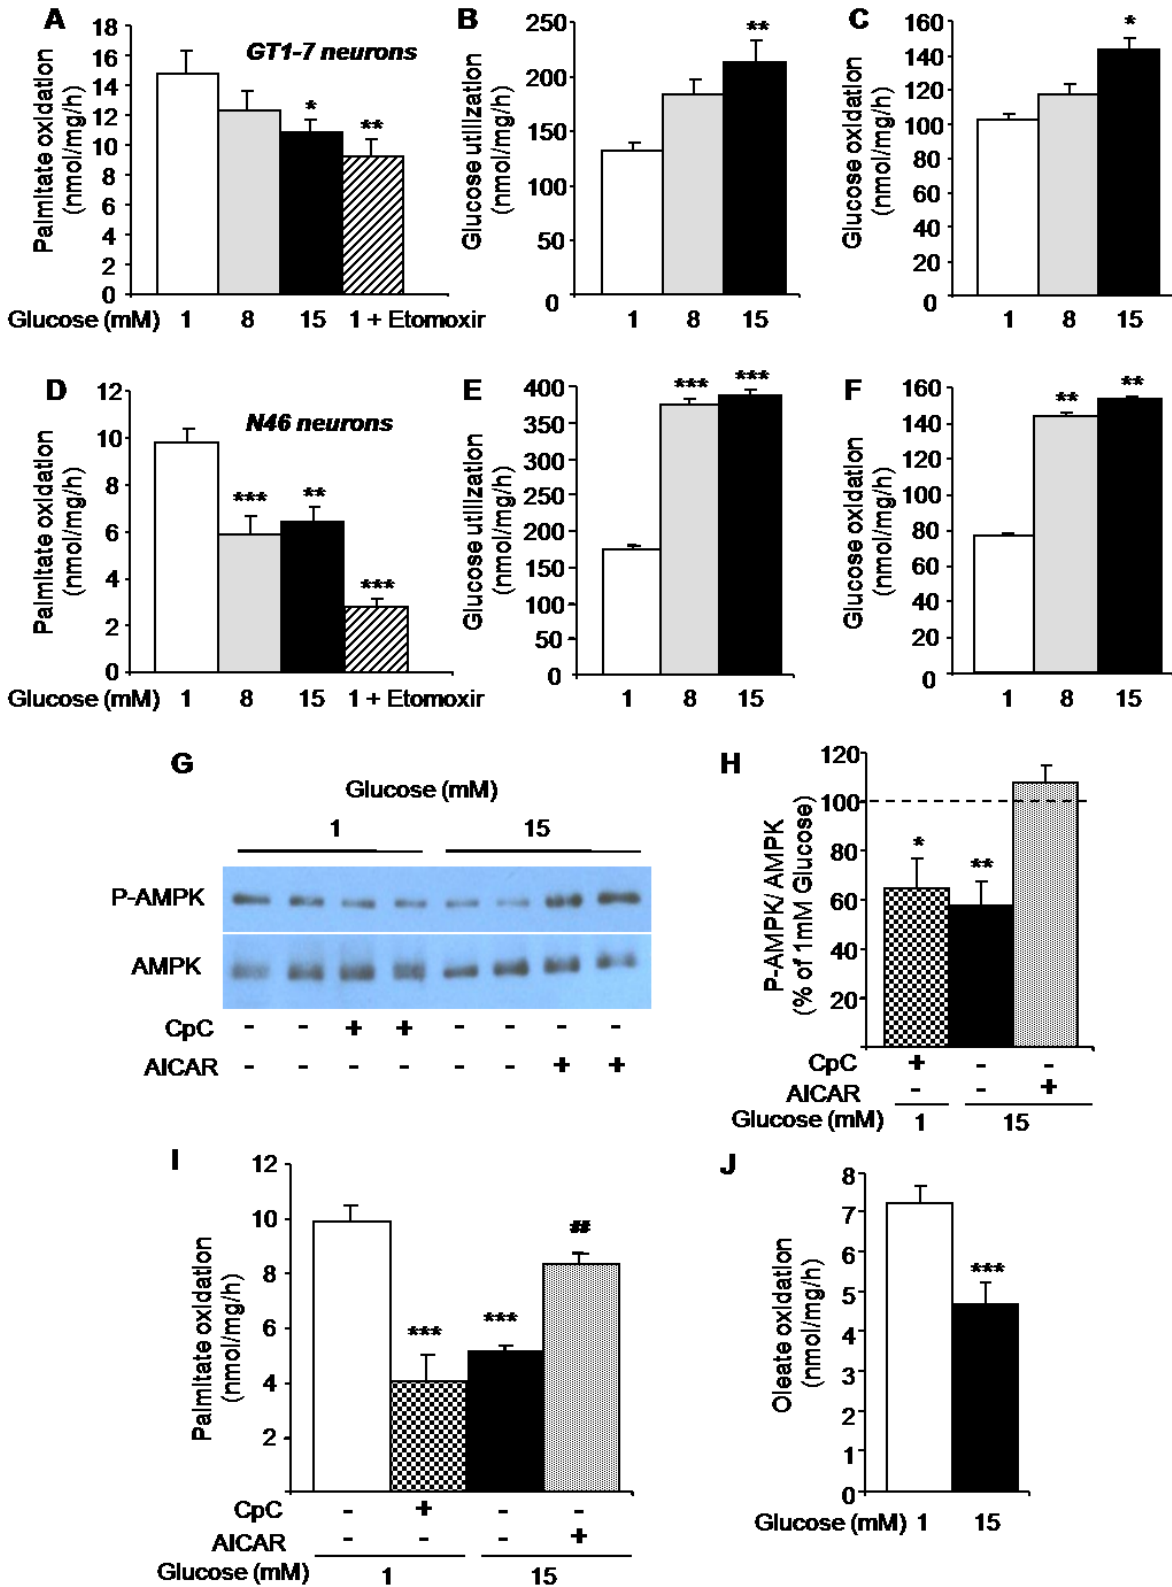 A
GT1-7 neurons
Palmitate oxidation
(nmol/mg/h)
18
16
14
12
10
8
6
4
2
0
*
**
Glucose (mM) 1 8 15 1 + Etomoxir
B
Glucose utilization
(nmol/mg/h)
250
200
150
100
50
0
**
1 8 15
C
Glucose oxidation
(nmol/mg/h)
160
140
120
100
80
60
40
20
0
*
1 8 15
D
N46 neurons
Palmitate oxidation
(nmol/mg/h)
12
10
8
6
4
2
0
***
**
***
Glucose (mM) 1 8 15 1 + Etomoxir
E
Glucose utilization
(nmol/mg/h)
400
350
300
250
200
150
100
50
0
*** ***
1 8 15
F
Glucose oxidation
(nmol/mg/h)
160
140
120
100
80
60
40
20
0
** **
1 8 15
G
Glucose (mM)
1 15
P-AMPK
AMPK
CpC - - + + - - - -
AICAR - - - - - - + +
H
P-AMPK/ AMPK
(% of 1mM Glucose)
120
100
80
60
40
20
* **
CpC + - -
AICAR - - +
Glucose (mM) 1 15
I
Palmitate oxidation
(nmol/mg/h)
12
10
8
6
4
2
*** *** ##
CpC - + - -
AICAR - - - +
Glucose (mM) 1 15
J
Oleate oxidation
(nmol/mg/h)
8
7
6
5
4
3
2
1
0
***
Glucose (mM) 1 15